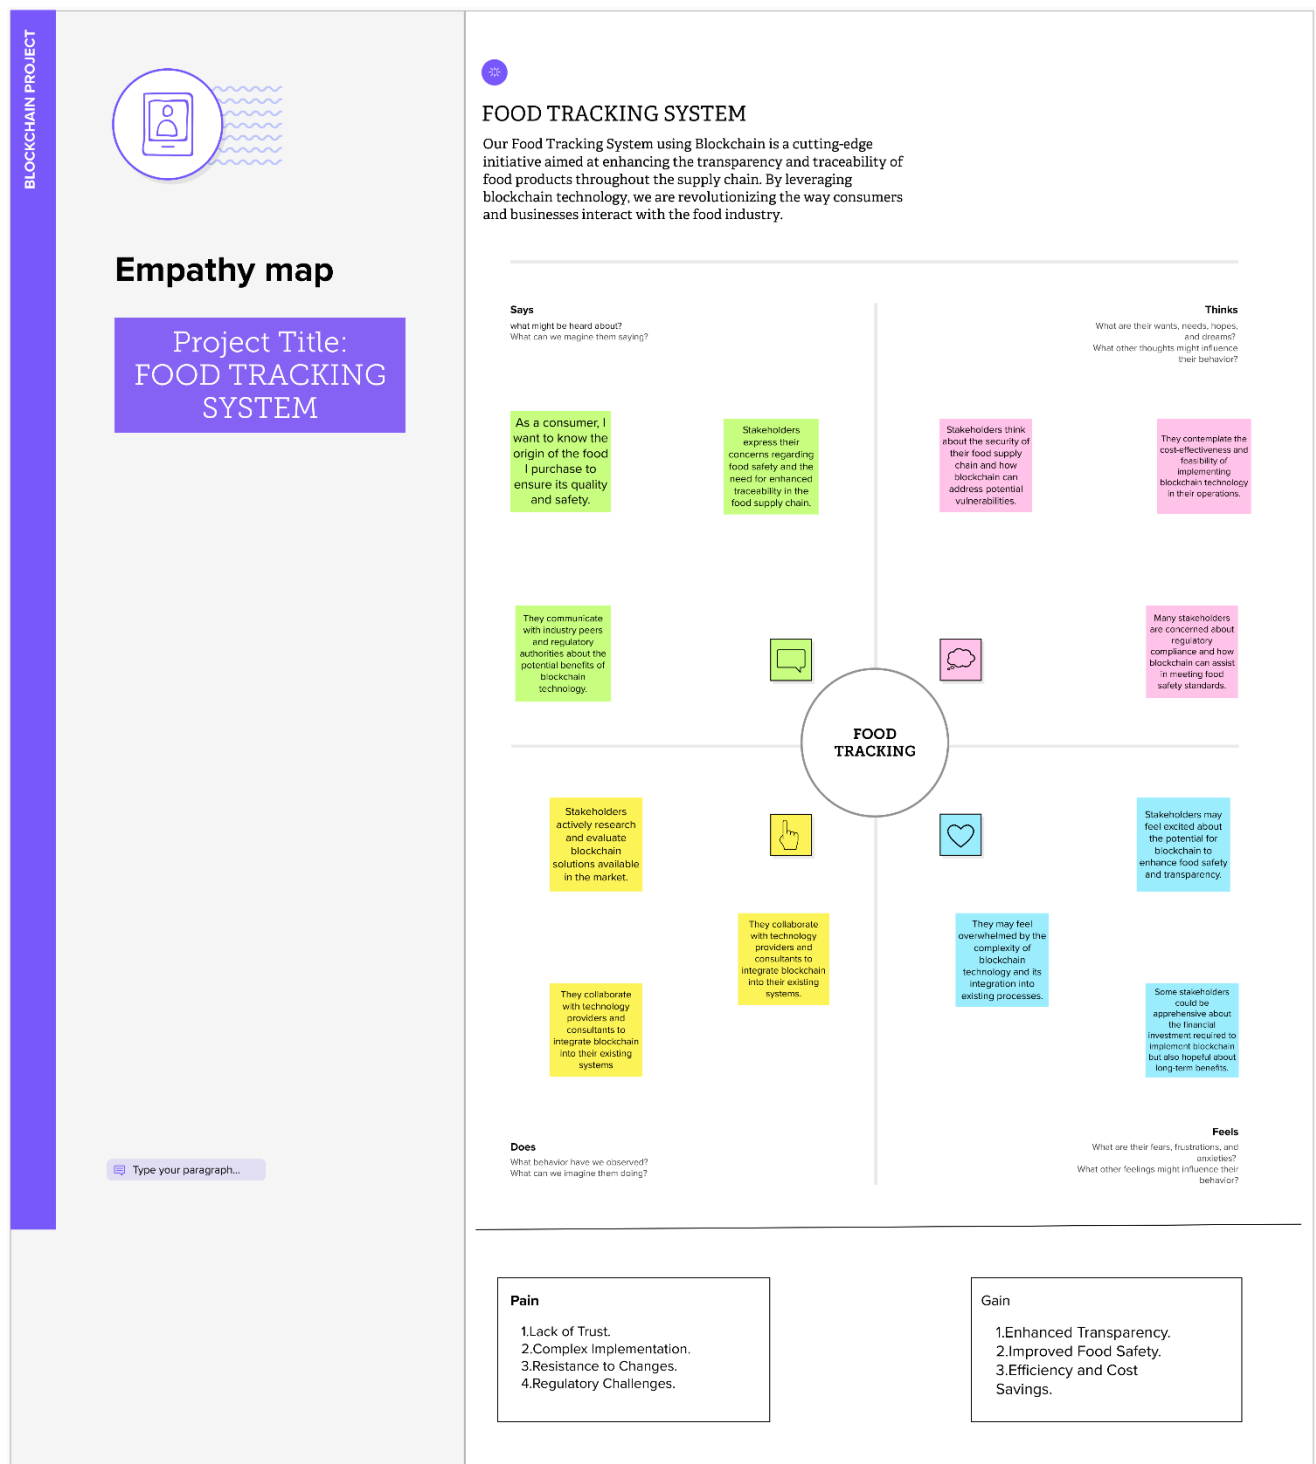 BLOCKCHAIN PROJECT
Empathy map
Project Title:
FOOD TRACKING
SYSTEM
Type your paragraph...
FOOD TRACKING SYSTEM
Our Food Tracking System using Blockchain is a cutting-edge
initiative aimed at enhancing the transparency and traceability of
food products throughout the supply chain. By leveraging
blockchain technology, we are revolutionizing the way consumers
and businesses interact with the food industry.
Says
what might be heard about?
What can we magine them saying?
Thinks
What are their wants, needs, hopes,
and dreams?
What other thoughts might influence
their behavior?
As a consumer, I
want to know the
origin of the food
I purchase to
ensure its quality
and safety.
Stakeholders
express their
concerns regarding
food safety and the
need for enhanced
traceability in the
food supply chain.
Stakeholders think
about the security of
their food supply
chain and how
blockchain can
address potential
vulnerabilities.
They contemplate the
cost-effectiveness and
feasibility of
implementing
blockchain technology
in their operations.
They communicate
with industry peers
and regulatory
authorities about the
potential benefits of
blockchain
technology.
Many stakeholders
are concerned about
regulatory
compliance and how
blockchain can assist
in meeting food
safety standards.
FOOD
TRACKING
Stakeholders
actively research
and evaluate
blockchain
solutions available
in the market.
They collaborate
with technology
providers and
consultants to
integrate blockchain
into their existing
systems.
They collaborate
with technology
providers and
consultants to
integrate blockchain
into their existing
systems
Stakeholders may
feel excited about
the potential for
blockchain to
enhance food safety
and transparency.
They may feel
overwhelmed by the
complexity of
blockchain
technology and its
integration into
existing processes.
Some stakeholders
could be
apprehensive about
the financial
investment required to
implement blockchain
but also hopeful about
long-term benefits.
Does
What behavior have we observed?
What can we imagine them doing?
Feels
What are their fears, frustrations, and
anxieties?
What other feelings might influence their
behavior?
Pain
1.Lack of Trust.
2.Complex Implementation.
3.Resistance to Changes.
4.Regulatory Challenges.
Gain
1.Enhanced Transparency.
2.Improved Food Safety.
3.Efficiency and Cost
Savings.